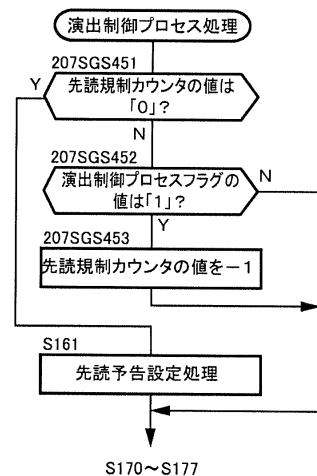 演出制御プロセス処理
207SGS451
Y
先読規制カウンタの値は
「0」?
N
207SGS452
N
演出制御プロセスフラグの
値は「1」?
Y
207SGS453
先読規制カウンタの値を－1
S161
先読予告設定処理
S170～S177